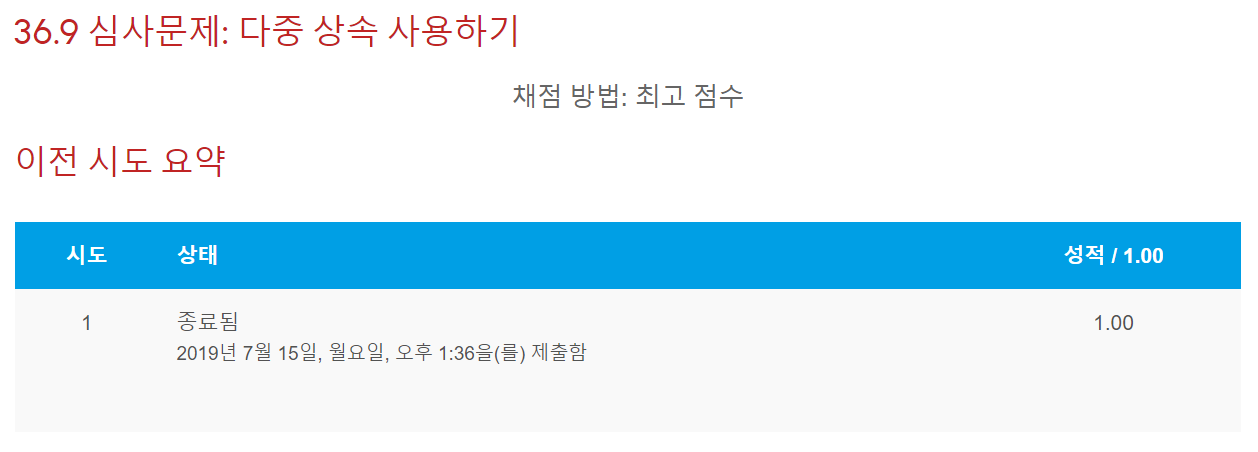 36.9 심사문제: 다중 상속 사용하기
채점 방법: 최고 점수
이전 시도 요약
시도 상태 성적 / 1.00
1 종료됨 1.00
2019년 7월 15일, 월요일, 오후 1:36을(를) 제출함